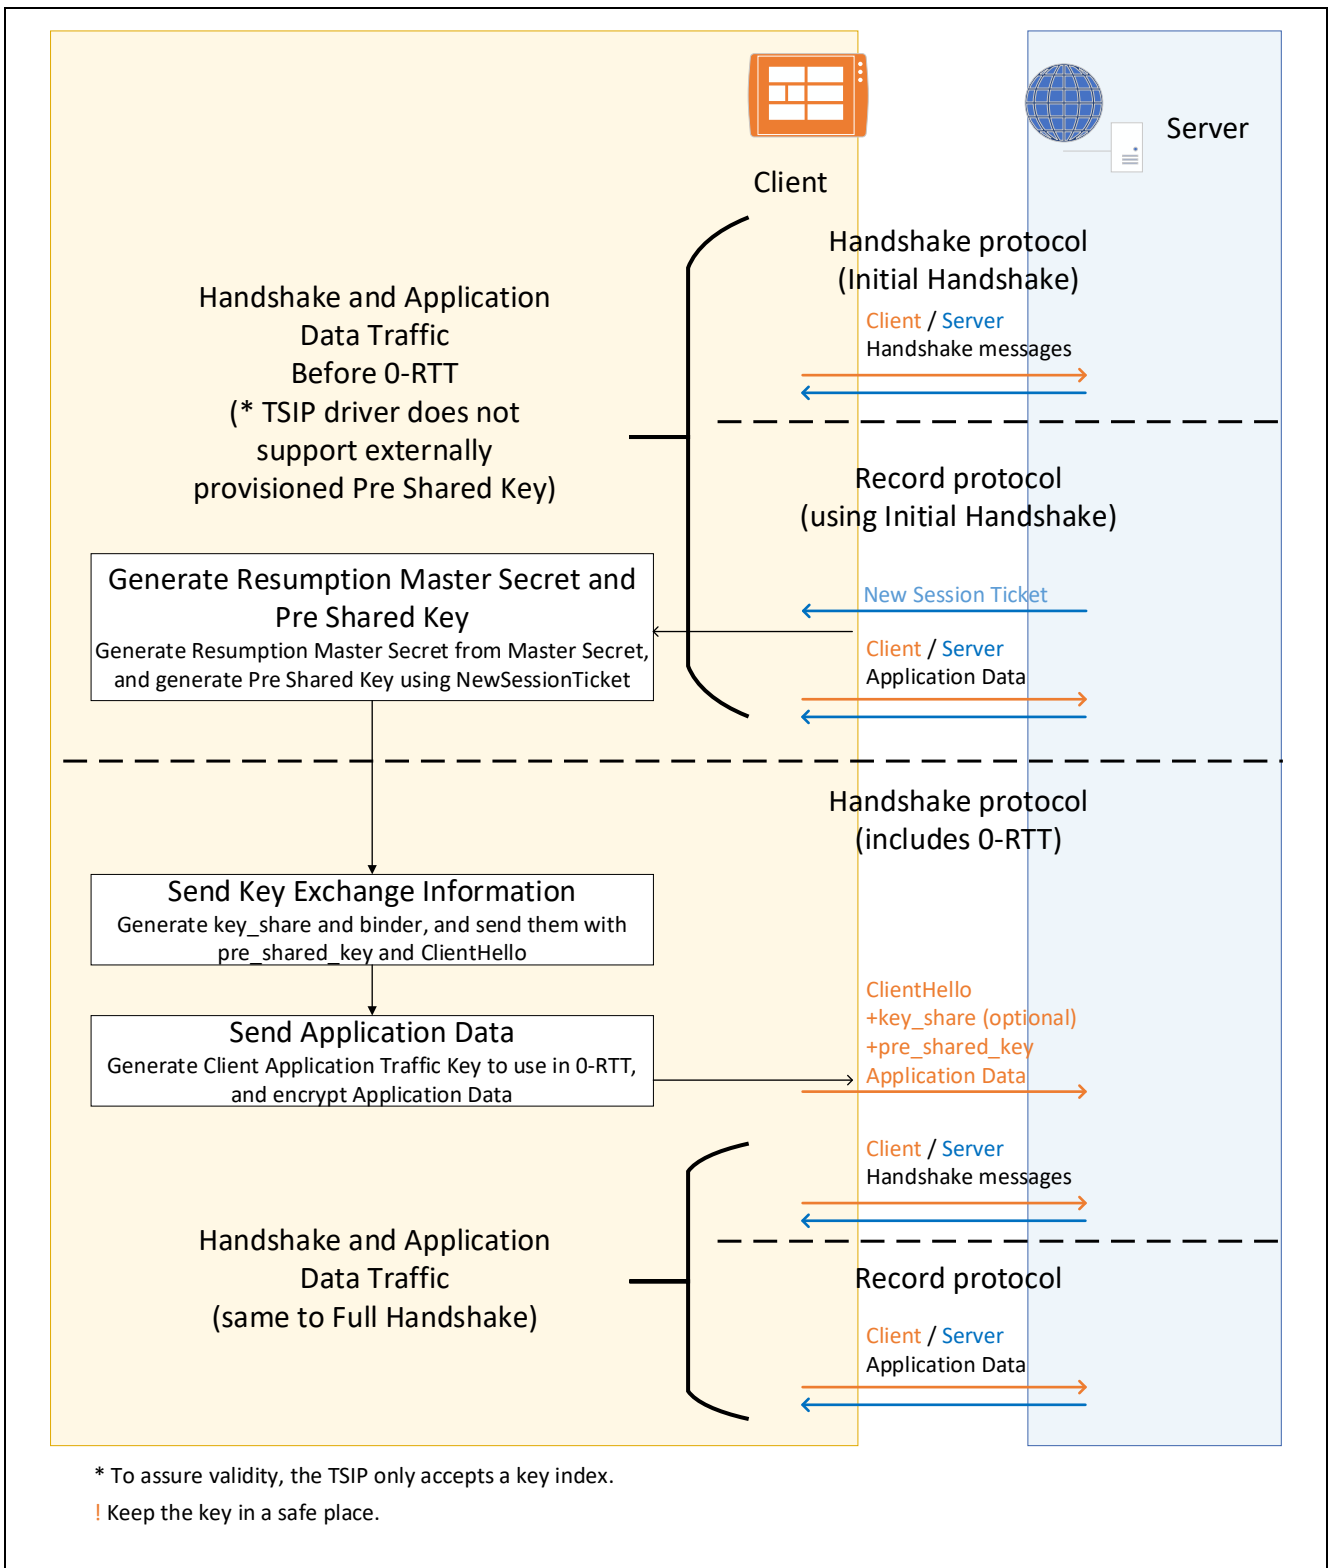 Server
Client
Handshake protocol
(Initial Handshake)
Handshake and Application
Data Traffic
Before 0-RTT
(* TSIP driver does not
support externally
provisioned Pre Shared Key)
Client / Server
Handshake messages
Record protocol
(using Initial Handshake)
Generate Resumption Master Secret and
Pre Shared Key
Generate Resumption Master Secret from Master Secret,
and generate Pre Shared Key using NewSessionTicket
New Session Ticket
Client / Server
Application Data
Handshake protocol
(includes 0-RTT)
Send Key Exchange Information
Generate key_share and binder, and send them with
pre_shared_key and ClientHello
Send Application Data
Generate Client Application Traffic Key to use in 0-RTT,
and encrypt Application Data
ClientHello
+key_share (optional)
+pre_shared_key
Application Data
Client / Server
Handshake messages
Handshake and Application
Data Traffic
(same to Full Handshake)
Record protocol
Client / Server
Application Data
* To assure validity, the TSIP only accepts a key index.
! Keep the key in a safe place.